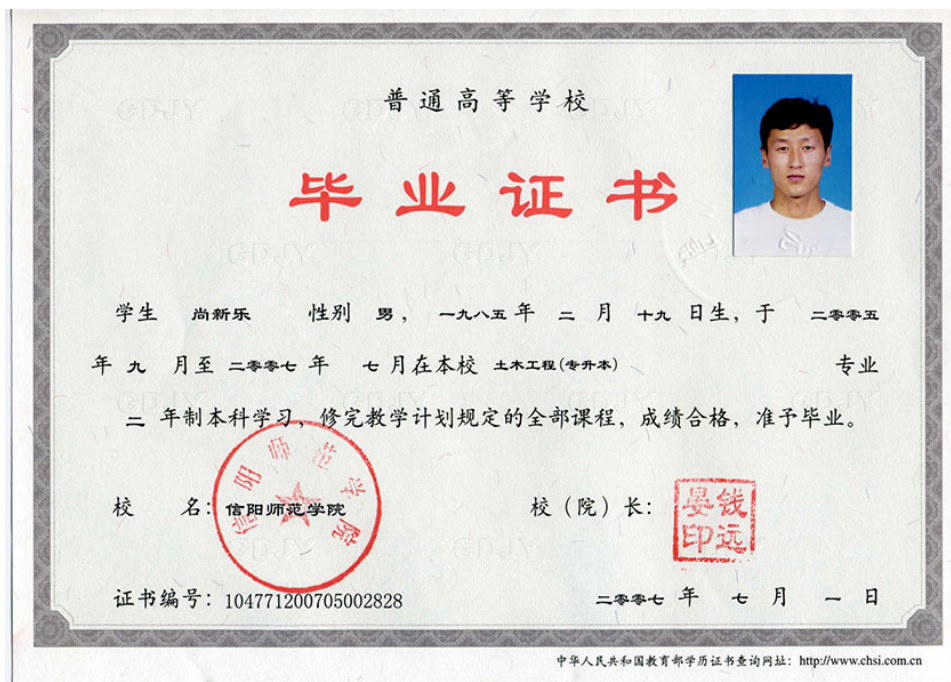 普通高等学校
毕业证书
学生 尚新乐 性别 男，一九八五年 二 月 十九 日生，于 二零零五
年 九 月至 二零零七 年 七 月在本校 土木工程(专升本) 专业
二 年制本科学习，修完教学计划规定的全部课程，成绩合格，准予毕业。
信阳师范学院
校 名：信阳师范学院 校（院）长：
钱远晏印
证书编号：104771200705002828 二零零七 年 七 月 一 日
中华人民共和国教育部学历证书查询网址：http://www.chsi.com.cn
GDJY